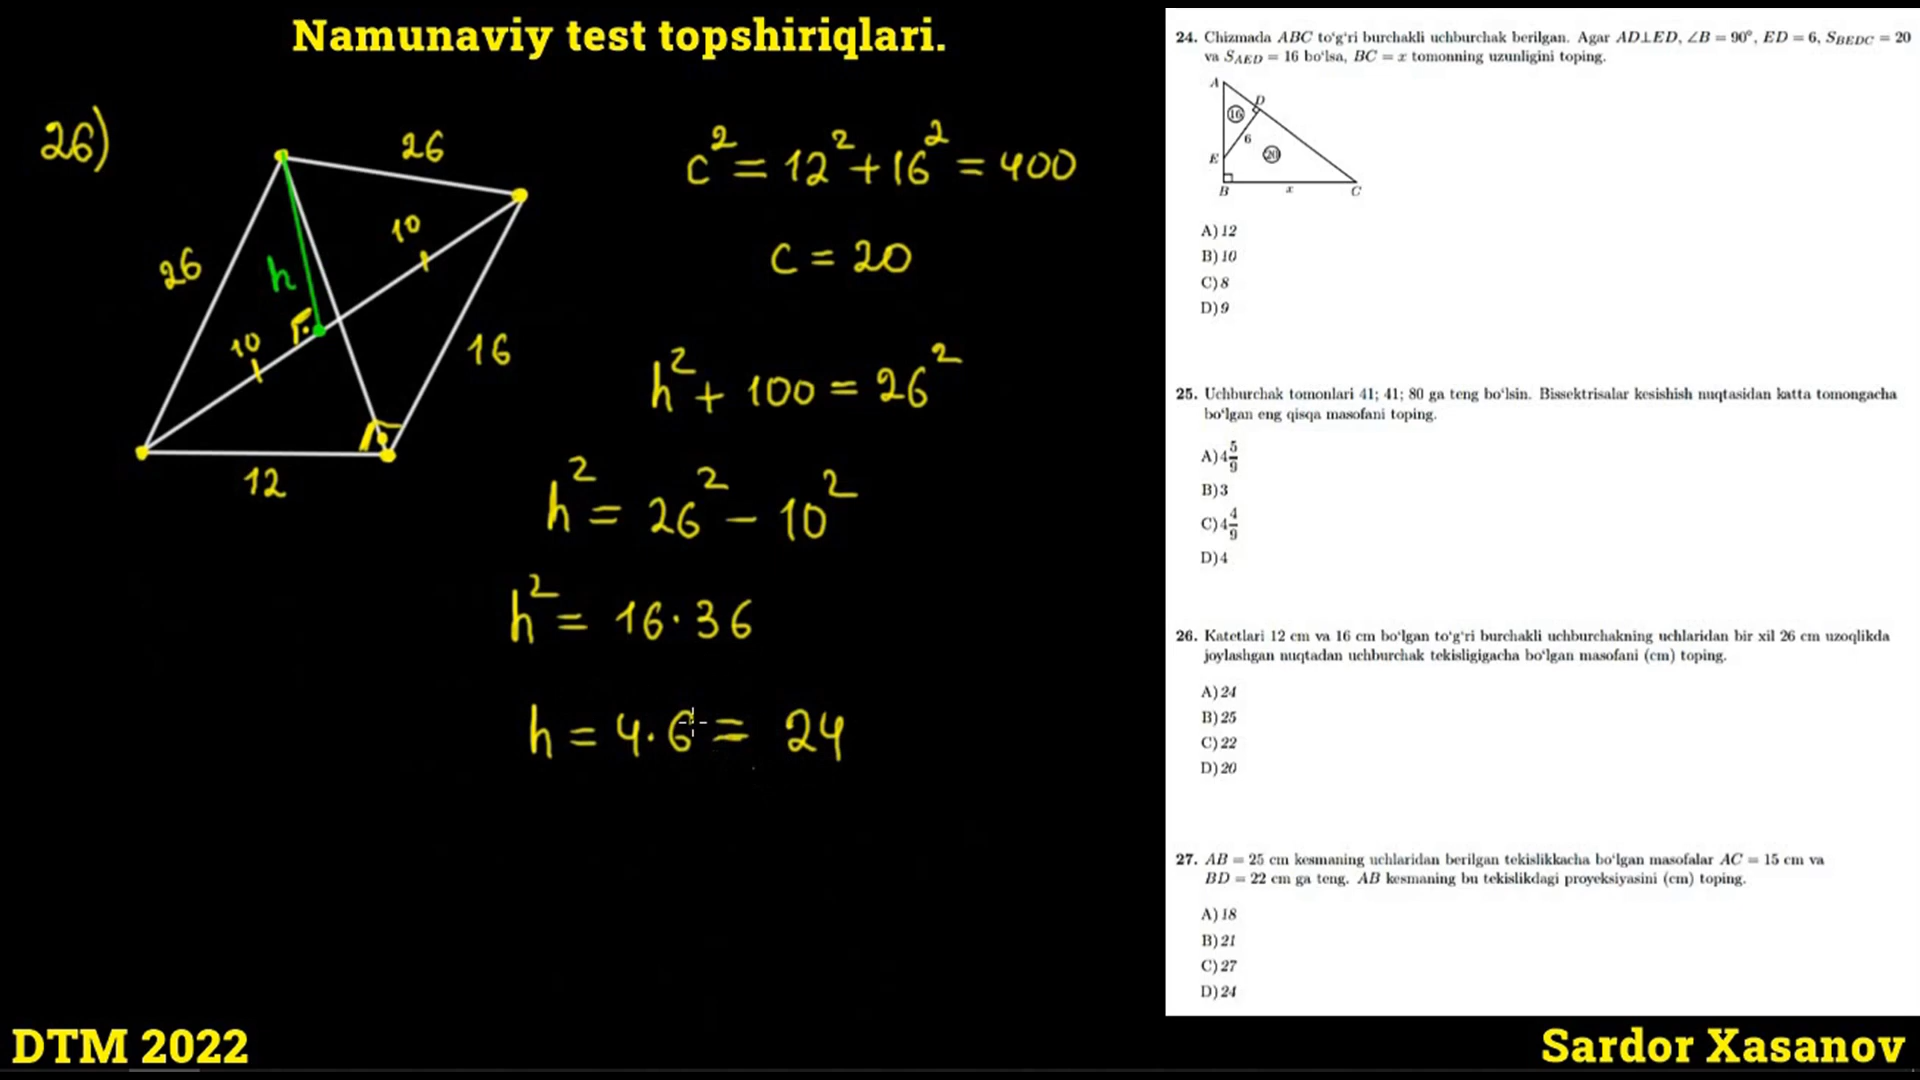 Namunaviy test topshiriqlari.
26)
26
26
h
10
10
16
12
c² = 12² + 16² = 400
c = 20
h² + 100 = 26²
h² = 26² - 10²
h² = 16·36
h = 4·6 = 24
24. Chizmada ABC to'g'ri burchakli uchburchak berilgan. Agar AD⊥ED, ∠B = 90°, ED = 6, S_BEDC = 20
va S_AED = 16 bo'lsa, BC = x tomonning uzunligini toping.
A
D
16
6
E
20
B
x
C
A) 12
B) 10
C) 8
D) 9
25. Uchburchak tomonlari 41; 41; 80 ga teng bo'lsin. Bissektrisalar kesishish nuqtasidan katta tomongacha
bo'lgan eng qisqa masofani toping.
A) 4 5/9
B) 3
C) 4 4/9
D) 4
26. Katetlari 12 cm va 16 cm bo'lgan to'g'ri burchakli uchburchakning uchlaridan bir xil 26 cm uzoqlikda
joylashgan nuqtadan uchburchak tekisligigacha bo'lgan masofani (cm) toping.
A) 24
B) 25
C) 22
D) 20
27. AB = 25 cm kesmaning uchlaridan berilgan tekislikkacha bo'lgan masofalar AC = 15 cm va
BD = 22 cm ga teng. AB kesmaning bu tekislikdagi proyeksiyasini (cm) toping.
A) 18
B) 21
C) 27
D) 24
DTM 2022
Sardor Xasanov